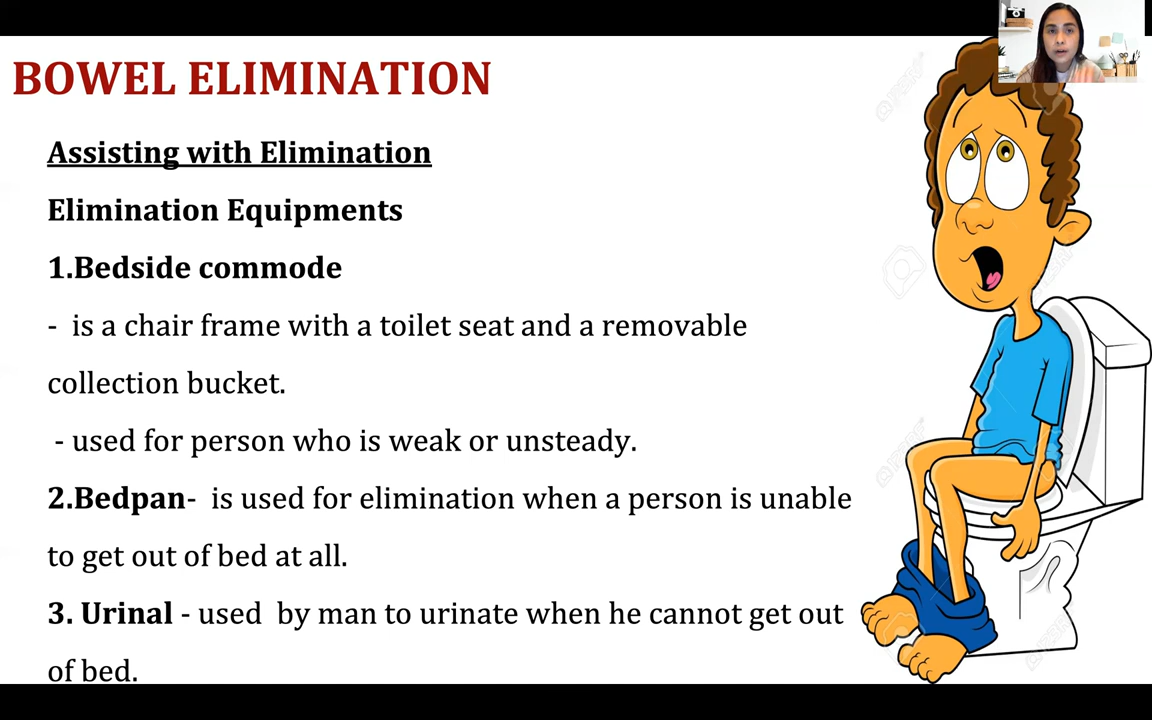 BOWEL ELIMINATION
Assisting with Elimination
Elimination Equipments
1.Bedside commode
- is a chair frame with a toilet seat and a removable
collection bucket.
- used for person who is weak or unsteady.
2.Bedpan- is used for elimination when a person is unable
to get out of bed at all.
3. Urinal - used by man to urinate when he cannot get out
of bed.